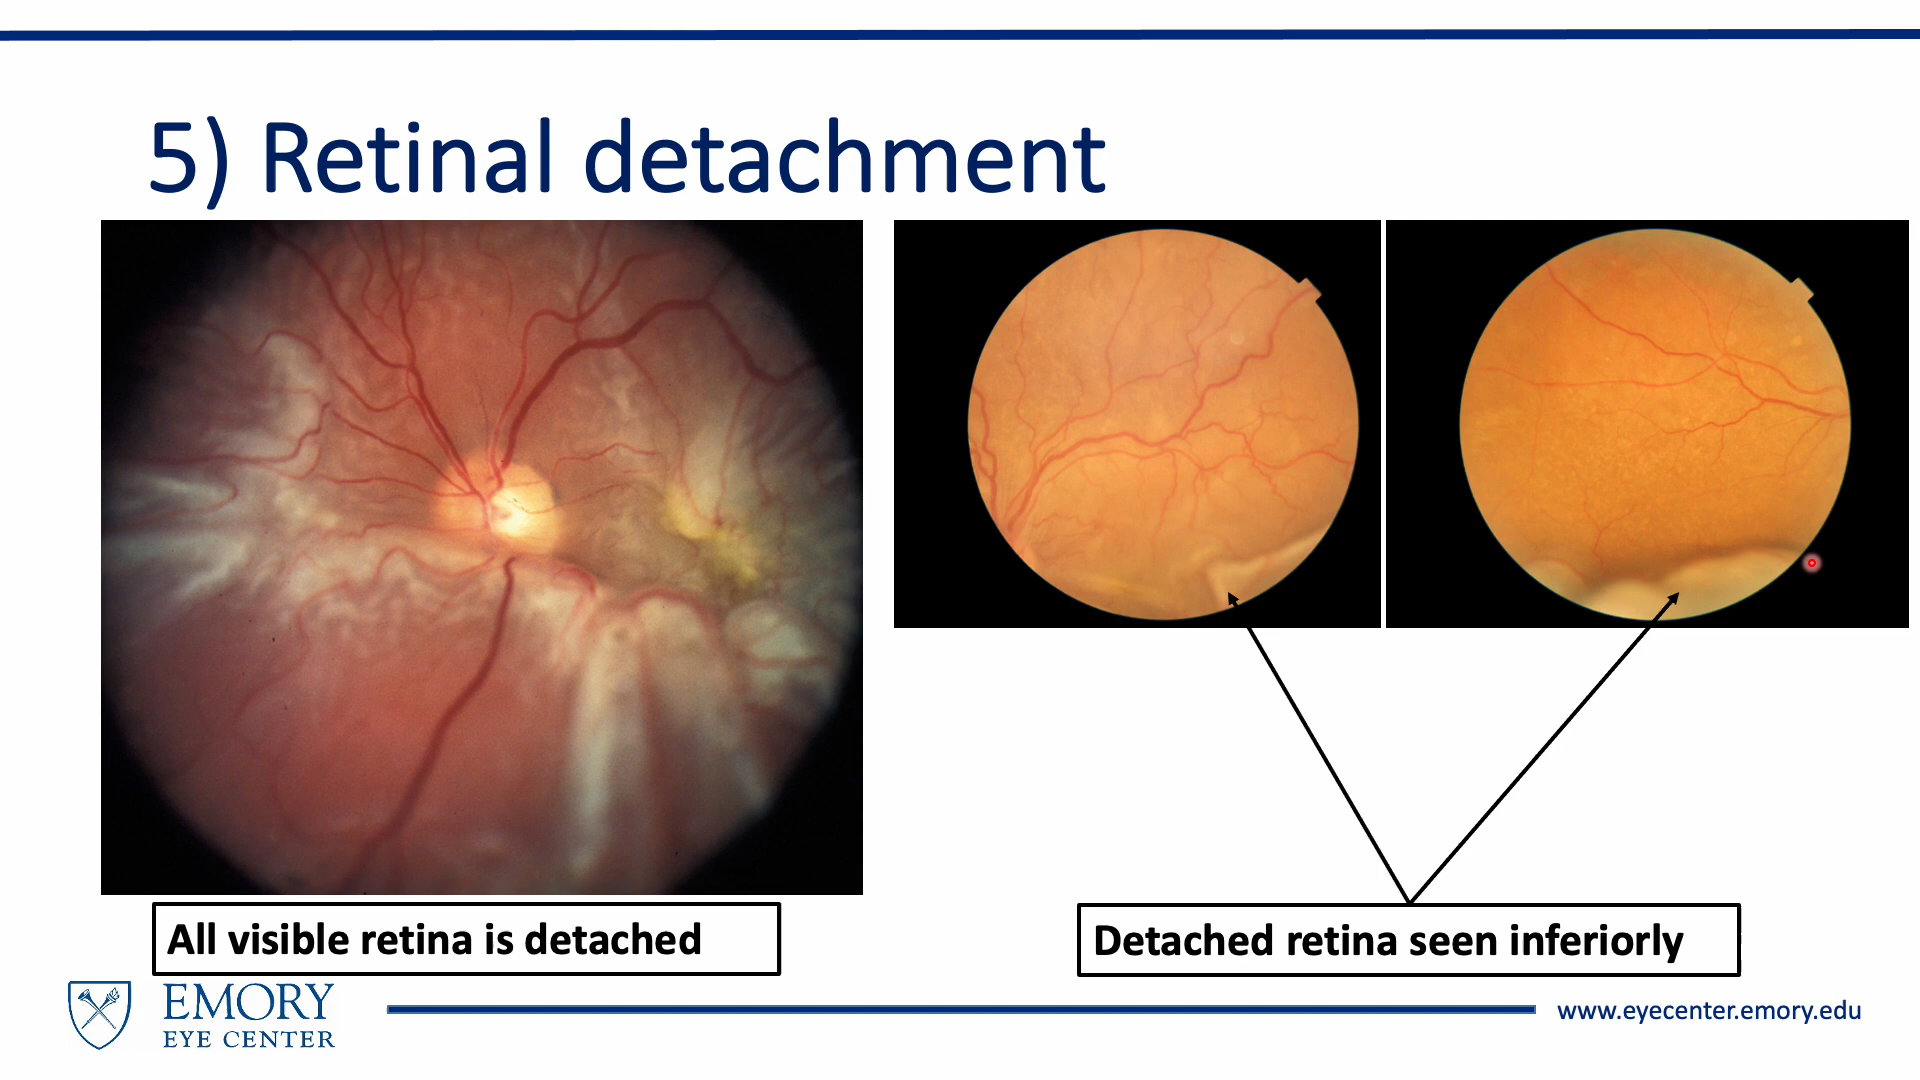 5) Retinal detachment
All visible retina is detached
Detached retina seen inferiorly
EMORY
EYE CENTER
www.eyecenter.emory.edu